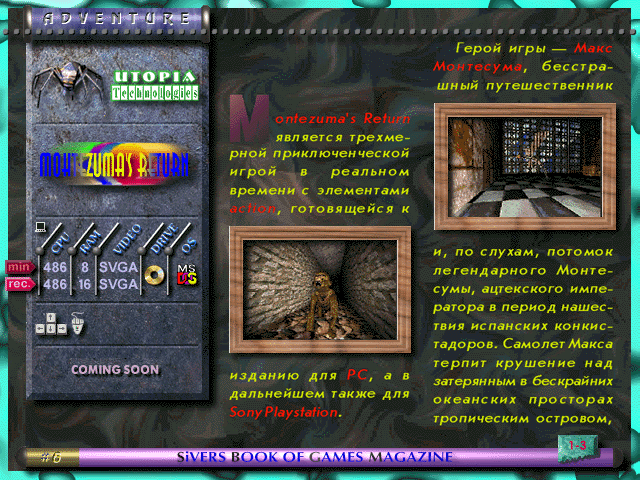 ADVENTURE
UTOPIA
Technologies
MONTEZUMA'S RETURN
CPU RAM VIDEO DRIVE OS
min 486 8 SVGA MS
rec. 486 16 SVGA DOS
COMING SOON
Montezuma's Return
является трехме-
рной приключенческой
игрой в реальном
времени с элементами
action, готовящейся к
изданию для PC, а в
дальнейшем также для
Sony Playstation.
Герой игры — Макс
Монтесума, бесстра-
шный путешественник
и, по слухам, потомок
легендарного Монте-
сумы, ацтекского импе-
ратора в период нашес-
твия испанских конкис-
тадоров. Самолет Макса
терпит крушение над
затерянным в бескрайних
океанских просторах
тропическим островом,
1-3
#6
SiVERS BOOK OF GAMES MAGAZINE